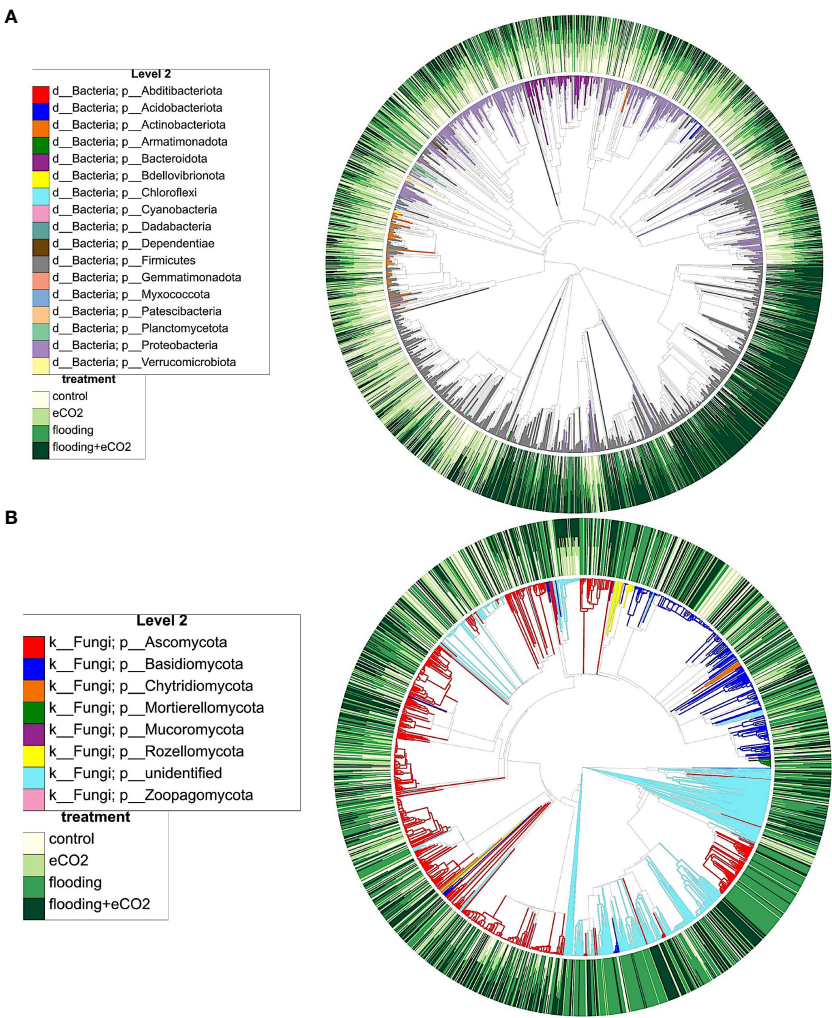 A
Level 2
d__Bacteria; p__Abditibacteriota
d__Bacteria; p__Acidobacteriota
d__Bacteria; p__Actinobacteriota
d__Bacteria; p__Armatimonadota
d__Bacteria; p__Bacteroidota
d__Bacteria; p__Bdellovibrionota
d__Bacteria; p__Chloroflexi
d__Bacteria; p__Cyanobacteria
d__Bacteria; p__Dadabacteria
d__Bacteria; p__Dependentiae
d__Bacteria; p__Firmicutes
d__Bacteria; p__Gemmatimonadota
d__Bacteria; p__Myxococcota
d__Bacteria; p__Patescibacteria
d__Bacteria; p__Planctomycetota
d__Bacteria; p__Proteobacteria
d__Bacteria; p__Verrucomicrobiota
treatment
control
eCO2
flooding
flooding+eCO2
B
Level 2
k__Fungi; p__Ascomycota
k__Fungi; p__Basidiomycota
k__Fungi; p__Chytridiomycota
k__Fungi; p__Mortierellomycota
k__Fungi; p__Mucoromycota
k__Fungi; p__Rozellomycota
k__Fungi; p__unidentified
k__Fungi; p__Zoopagomycota
treatment
control
eCO2
flooding
flooding+eCO2